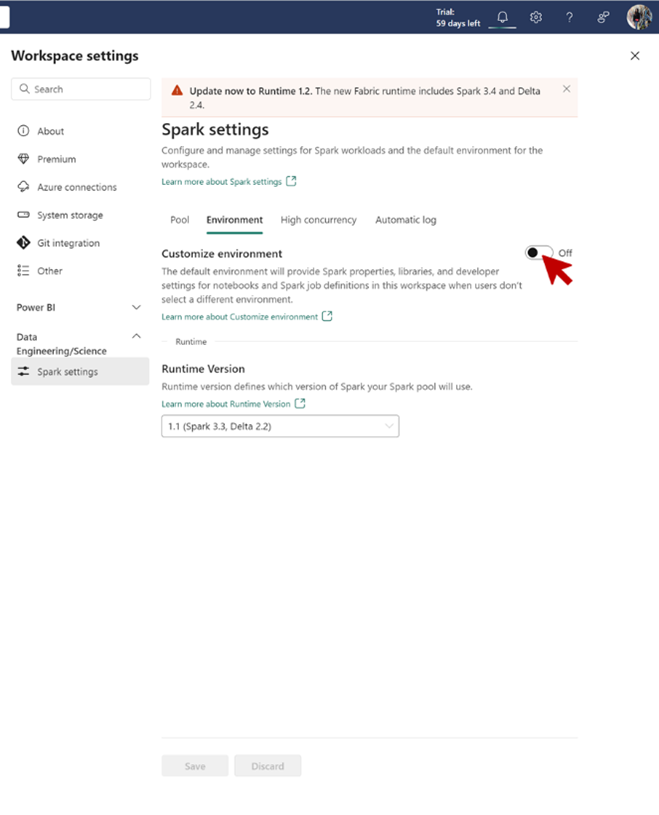 Trial:
59 days left
?
Workspace settings
Search
About
Premium
Azure connections
System storage
Git integration
Other
Power BI
Data
Engineering/Science
Spark settings
Update now to Runtime 1.2. The new Fabric runtime includes Spark 3.4 and Delta
2.4.
Spark settings
Configure and manage settings for Spark workloads and the default environment for the
workspace.
Learn more about Spark settings
Pool Environment High concurrency Automatic log
Customize environment
Off
The default environment will provide Spark properties, libraries, and developer
settings for notebooks and Spark job definitions in this workspace when users don't
select a different environment.
Learn more about Customize environment
Runtime
Runtime Version
Runtime version defines which version of Spark your Spark pool will use.
Learn more about Runtime Version
1.1 (Spark 3.3, Delta 2.2)
Save Discard